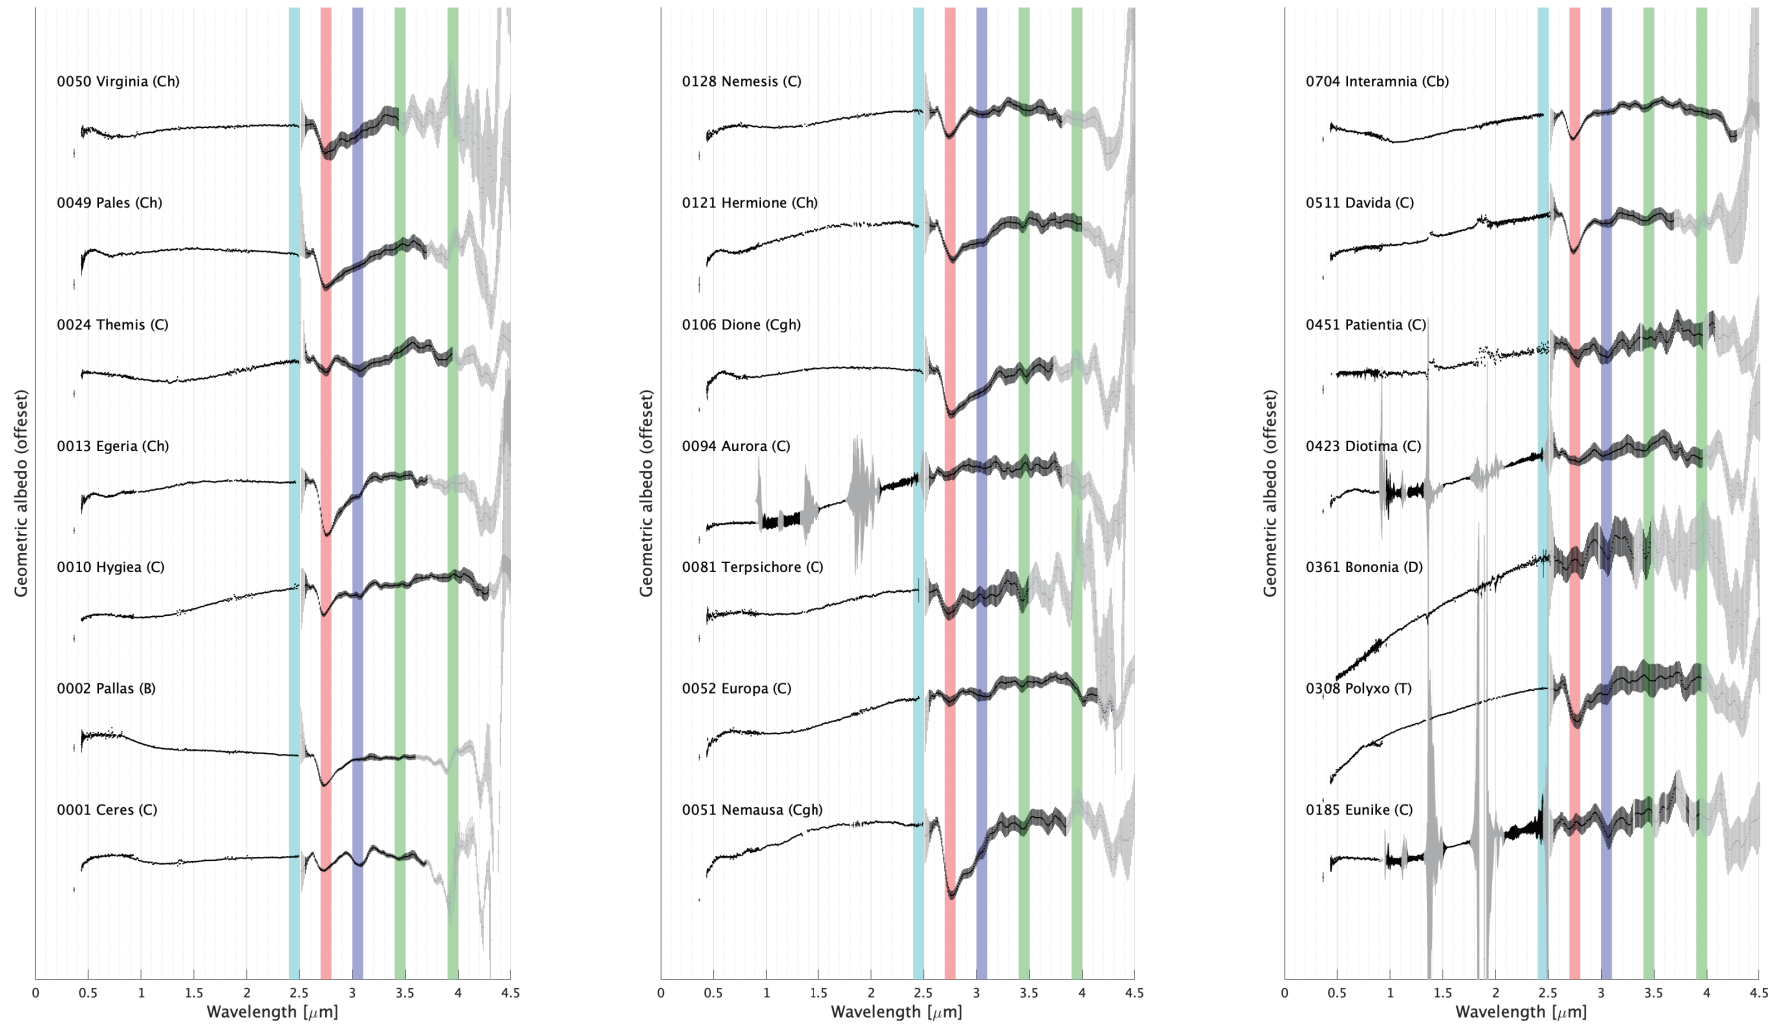 Geometric albedo (offeset)
0050 Virginia (Ch)
0049 Pales (Ch)
0024 Themis (C)
0013 Egeria (Ch)
0010 Hygiea (C)
0002 Pallas (B)
0001 Ceres (C)
0 0.5 1 1.5 2 2.5 3 3.5 4 4.5
Wavelength [μm]
Geometric albedo (offeset)
0128 Nemesis (C)
0121 Hermione (Ch)
0106 Dione (Cgh)
0094 Aurora (C)
0081 Terpsichore (C)
0052 Europa (C)
0051 Nemausa (Cgh)
0 0.5 1 1.5 2 2.5 3 3.5 4 4.5
Wavelength [μm]
Geometric albedo (offeset)
0704 Interamnia (Cb)
0511 Davida (C)
0451 Patientia (C)
0423 Diotima (C)
0361 Bononia (D)
0308 Polyxo (T)
0185 Eunike (C)
0 0.5 1 1.5 2 2.5 3 3.5 4 4.5
Wavelength [μm]